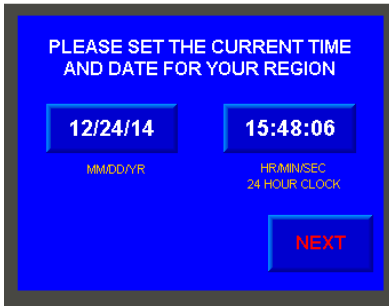 PLEASE SET THE CURRENT TIME
AND DATE FOR YOUR REGION
12/24/14
15:48:06
MM/DD/YR
HR/MIN/SEC
24 HOUR CLOCK
NEXT